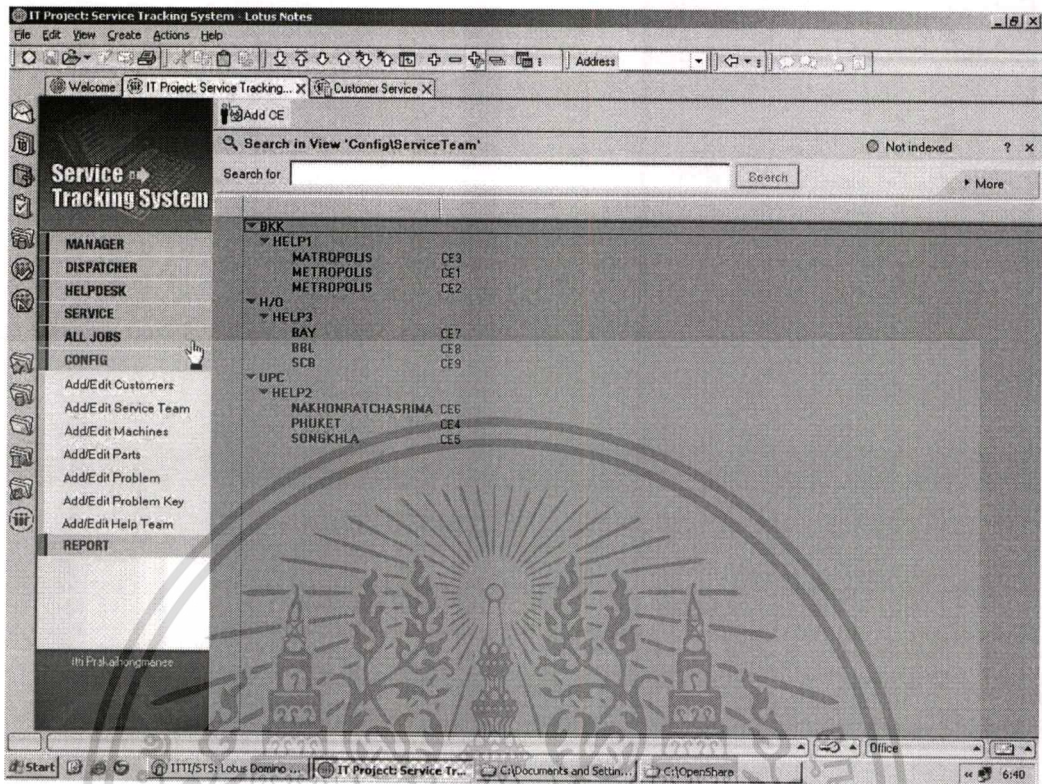 IT Project: Service Tracking System - Lotus Notes
File Edit View Create Actions Help
Address
Welcome IT Project: Service Tracking... X Customer Service X
Add CE
Search in View 'Config\ServiceTeam'
Not indexed ? x
Search for
Search
More
Service
Tracking System
MANAGER
DISPATCHER
HELPDESK
SERVICE
ALL JOBS
CONFIG
Add/Edit Customers
Add/Edit Service Team
Add/Edit Machines
Add/Edit Parts
Add/Edit Problem
Add/Edit Problem Key
Add/Edit Help Team
REPORT
BKK
HELP1
MATROPOLIS CE3
METROPOLIS CE1
METROPOLIS CE2
H/O
HELP3
BAY CE7
BBL CE8
SCB CE9
UPC
HELP2
NAKHONRATCHASRIMA CE6
PHUKET CE4
SONGKHLA CE5
Office
Start ITTI/STS: Lotus Domino ... IT Project: Service Tr... C:\Documents and Settin... C:\OpenShare 6:40